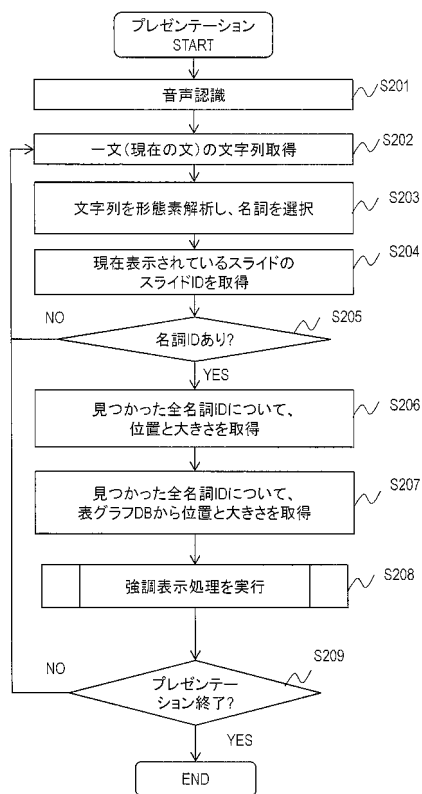 プレゼンテーション
START
音声認識
S201
一文(現在の文)の文字列取得
S202
文字列を形態素解析し、名詞を選択
S203
現在表示されているスライドの
スライドIDを取得
S204
名詞IDあり?
S205
NO
YES
見つかった全名詞IDについて、
位置と大きさを取得
S206
見つかった全名詞IDについて、
表グラフDBから位置と大きさを取得
S207
強調表示処理を実行
S208
プレゼンテー
ション終了?
S209
NO
YES
END